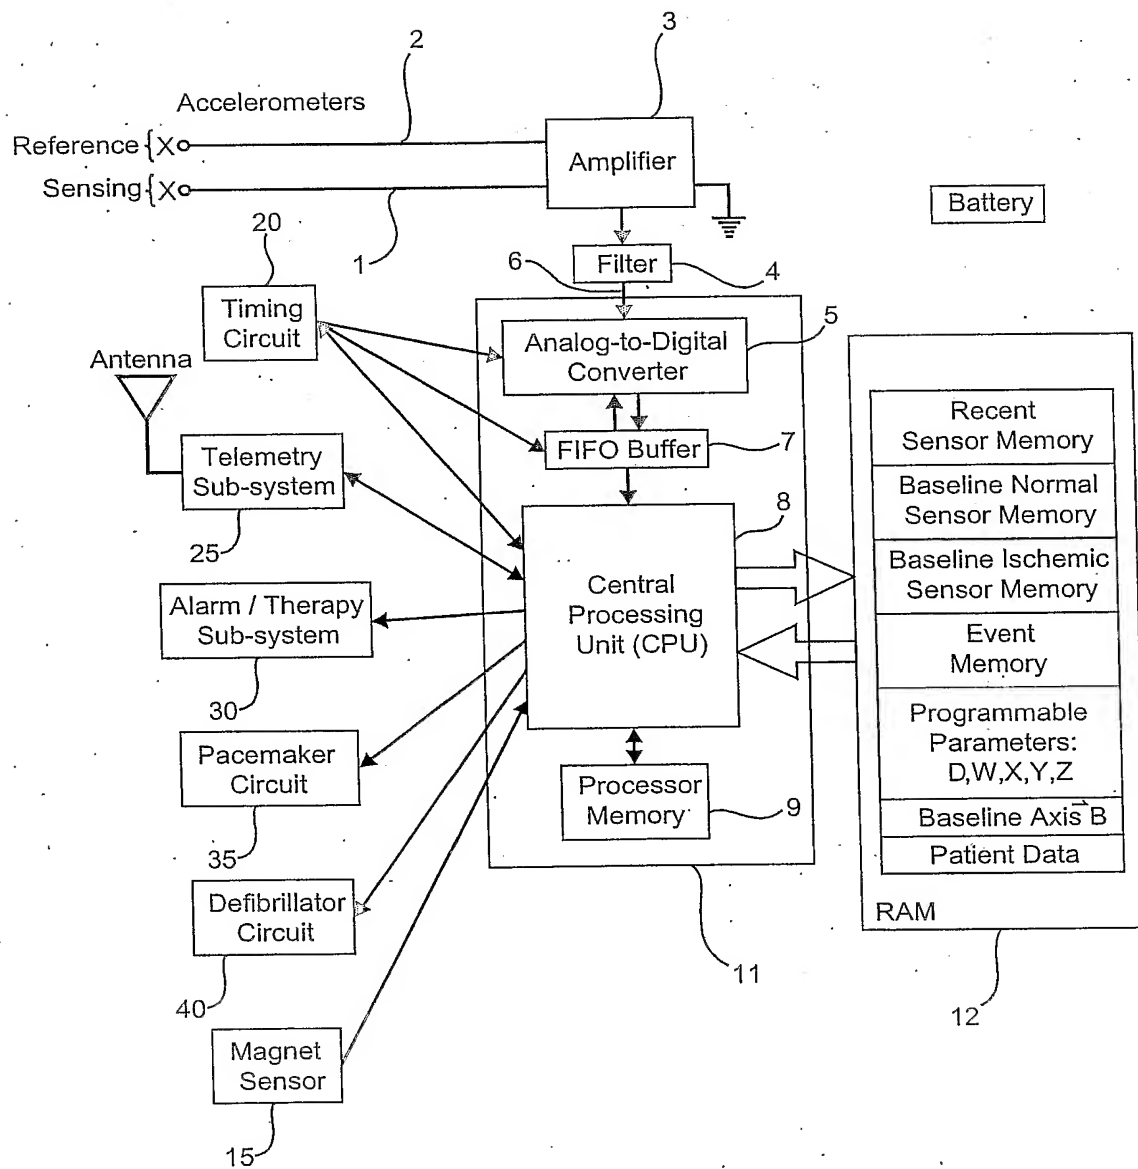 3
2
Accelerometers
Reference {X
Amplifier
Sensing {X
Battery
20
1
6
Filter
4
Timing
Circuit
5
Analog-to-Digital
Converter
Antenna
Recent
Sensor Memory
7
FIFO Buffer
Telemetry
Sub-system
Baseline Normal
Sensor Memory
8
25
Baseline Ischemic
Sensor Memory
Central
Processing
Unit (CPU)
Alarm / Therapy
Sub-system
Event
Memory
30
Programmable
Parameters:
D,W,X,Y,Z
Pacemaker
Circuit
Processor
Memory
9
Baseline Axis B
35
Patient Data
Defibrillator
Circuit
RAM
11
40
12
Magnet
Sensor
15